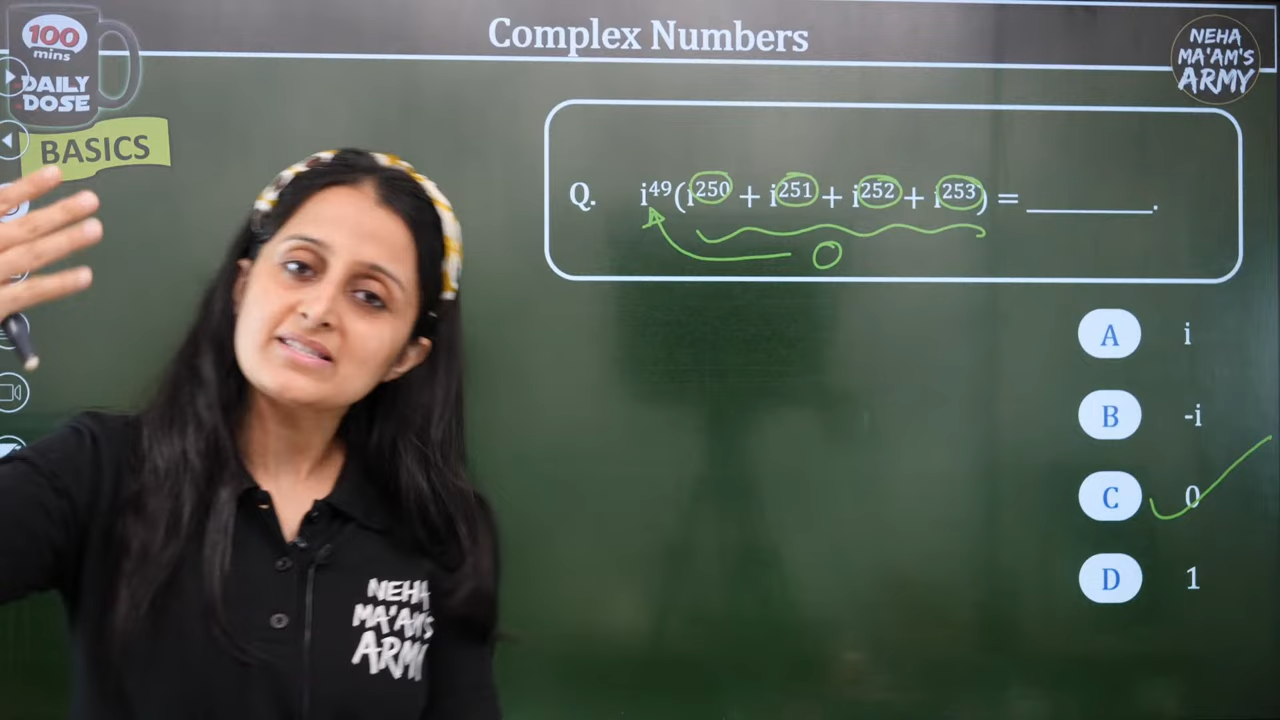 100
mins
DAILY
DOSE
BASICS
Complex Numbers
NEHA
MA'AM'S
ARMY
Q. i⁴⁹(i²⁵⁰ + i²⁵¹ + i²⁵² + i²⁵³) = ________.
0
A i
B -i
C 0
D 1
NEHA
MA'AM'S
ARMY